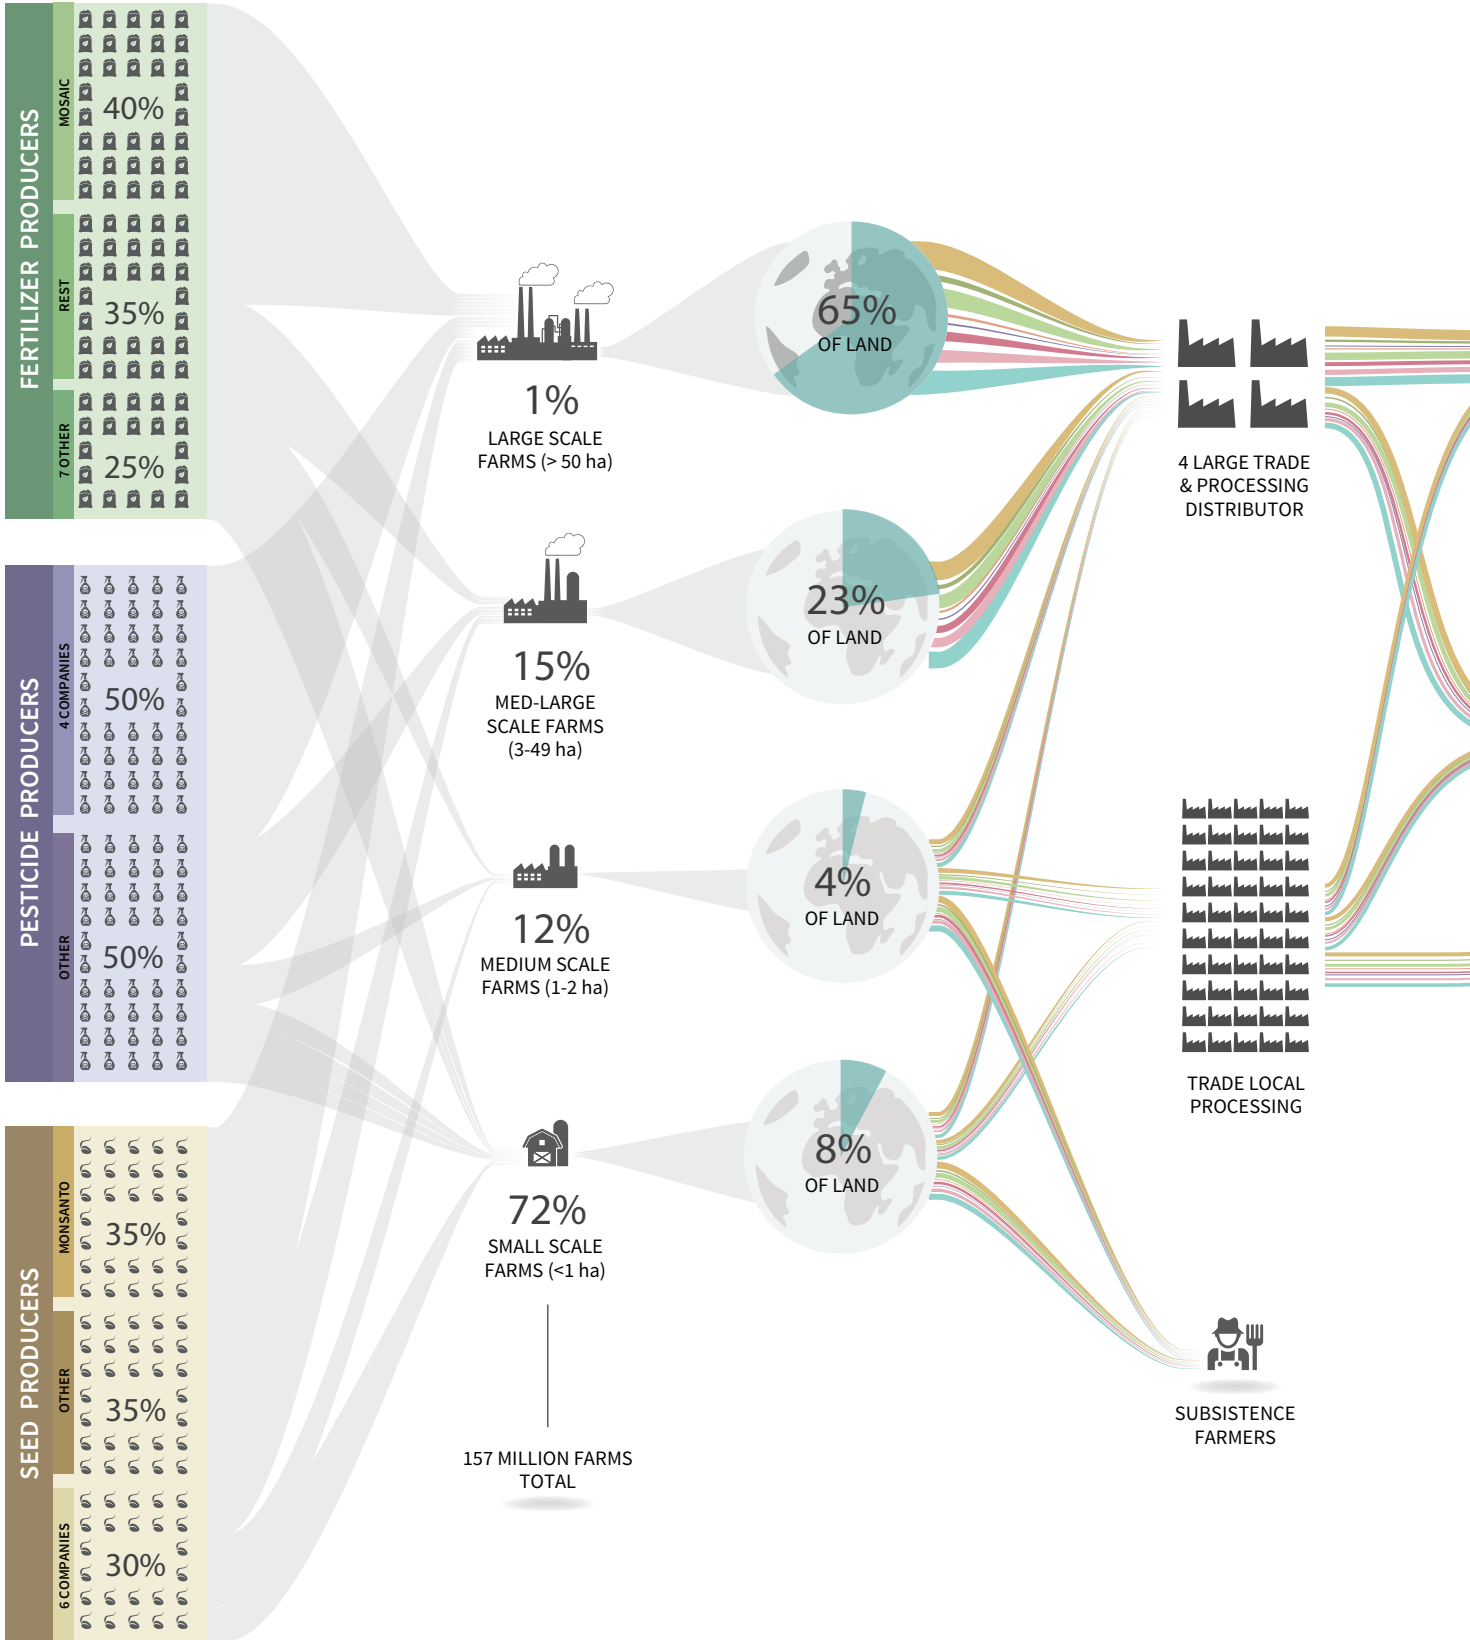 FERTILIZER PRODUCERS
MOSAIC
40%
REST
35%
7 OTHER
25%
PESTICIDE PRODUCERS
4 COMPANIES
50%
OTHER
50%
SEED PRODUCERS
MONSANTO
35%
OTHER
35%
6 COMPANIES
30%
1%
LARGE SCALE
FARMS (> 50 ha)
15%
MED-LARGE
SCALE FARMS
(3-49 ha)
12%
MEDIUM SCALE
FARMS (1-2 ha)
72%
SMALL SCALE
FARMS (<1 ha)
157 MILLION FARMS
TOTAL
65%
OF LAND
23%
OF LAND
4%
OF LAND
8%
OF LAND
4 LARGE TRADE
& PROCESSING
DISTRIBUTOR
TRADE LOCAL
PROCESSING
SUBSISTENCE
FARMERS